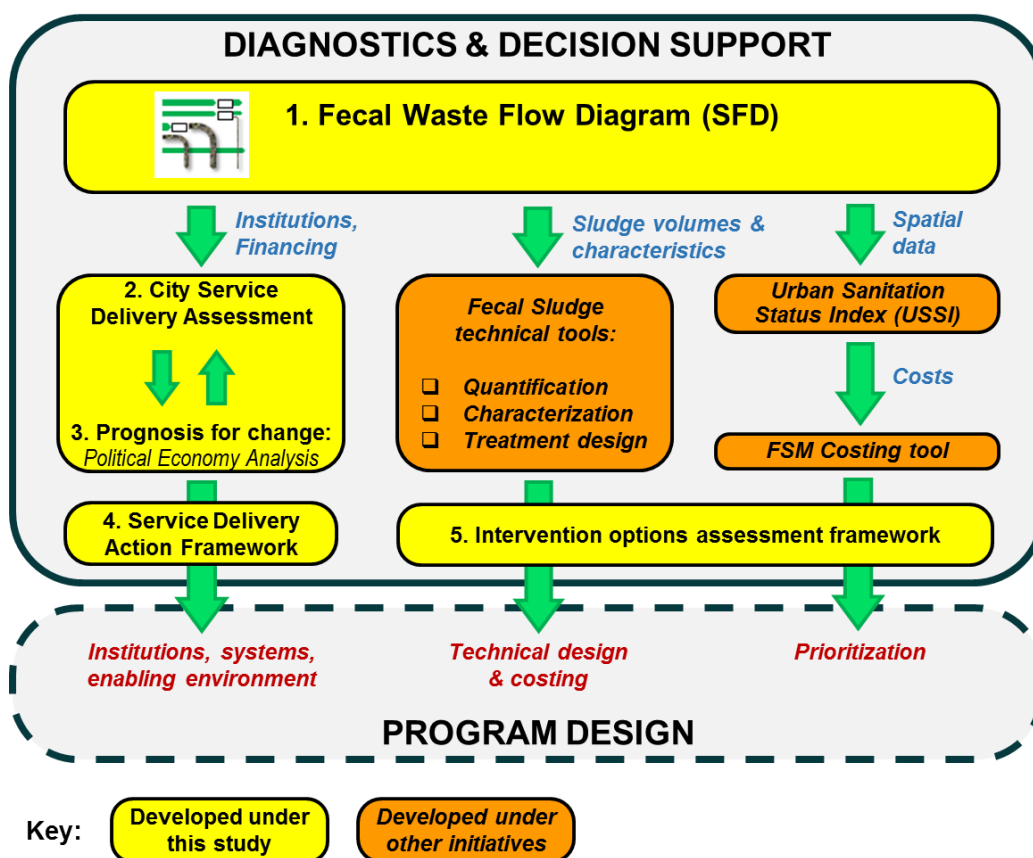 DIAGNOSTICS & DECISION SUPPORT
1. Fecal Waste Flow Diagram (SFD)
Institutions,
Financing
Sludge volumes &
characteristics
Spatial
data
2. City Service
Delivery Assessment
3. Prognosis for change:
Political Economy Analysis
Fecal Sludge
technical tools:
❑ Quantification
❑ Characterization
❑ Treatment design
Urban Sanitation
Status Index (USSI)
Costs
FSM Costing tool
4. Service Delivery
Action Framework
5. Intervention options assessment framework
Institutions, systems,
enabling environment
Technical design
& costing
Prioritization
PROGRAM DESIGN
Key:
Developed under
this study
Developed under
other initiatives